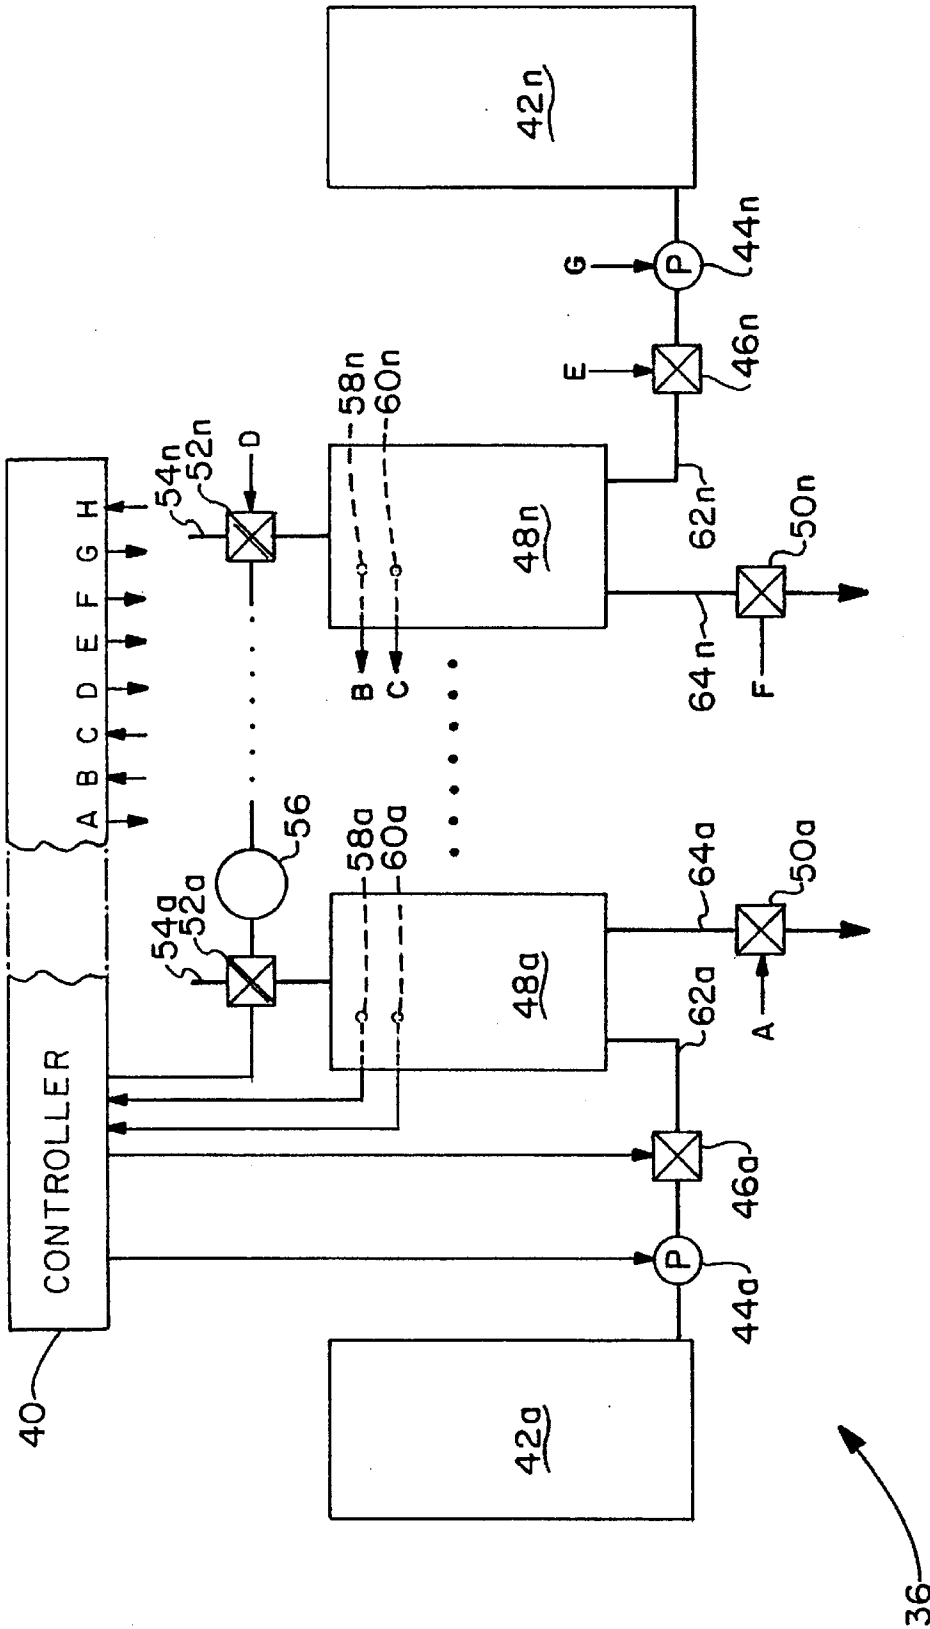 40
CONTROLLER
A B C D E F G H
54a
52a
56
54n
52n
D
58a
60a
58n
60n
B
C
42a
48a
48n
42n
44a
P
46a
62a
64a
A
50a
64n
F
50n
62n
E
46n
G
P
44n
36